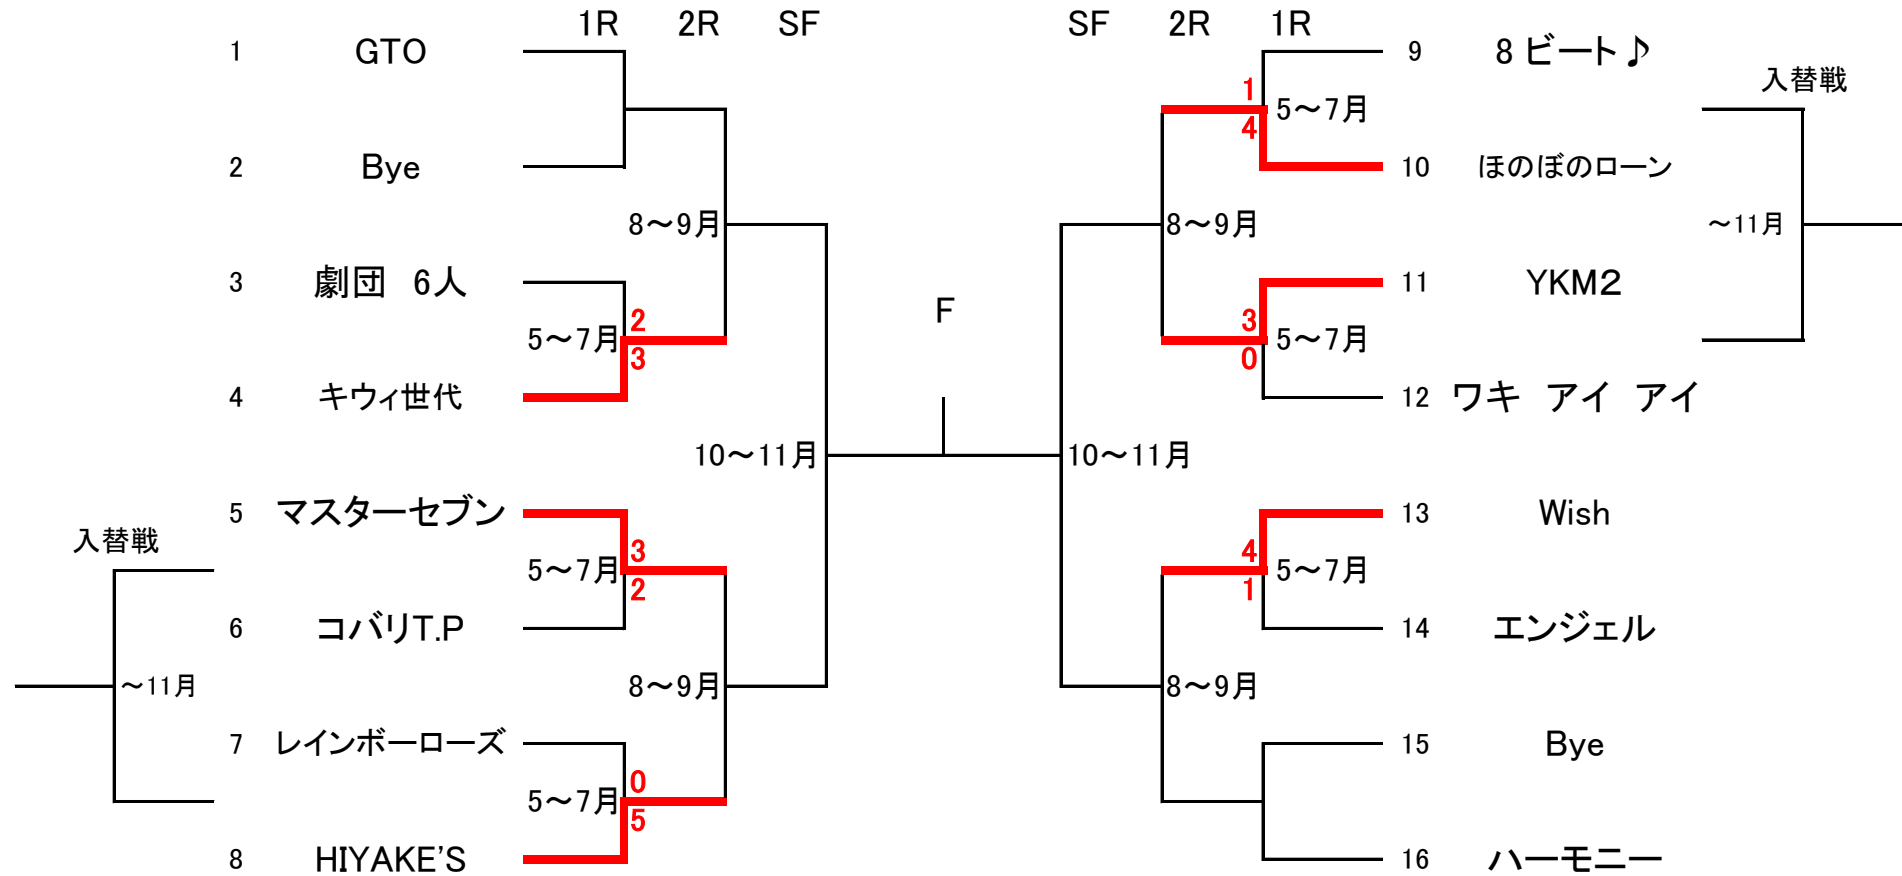 1R 2R SF SF 2R 1R
1 GTO
9 8 ビート♪
入替戦
1
5～7月
4
2 Bye
10 ほのぼのローン
8～9月
8～9月
～11月
3 劇団　6人
11 YKM2
F
2
5～7月
3
3
5～7月
0
4 キウィ世代
12 ワキ　アイ　アイ
10～11月
10～11月
5 マスターセブン
13 Wish
入替戦
3
5～7月
2
4
5～7月
1
6 コバリT.P
14 エンジェル
～11月
8～9月
8～9月
7 レインボーローズ
15 Bye
0
5～7月
5
8 HIYAKE'S
16 ハーモニー